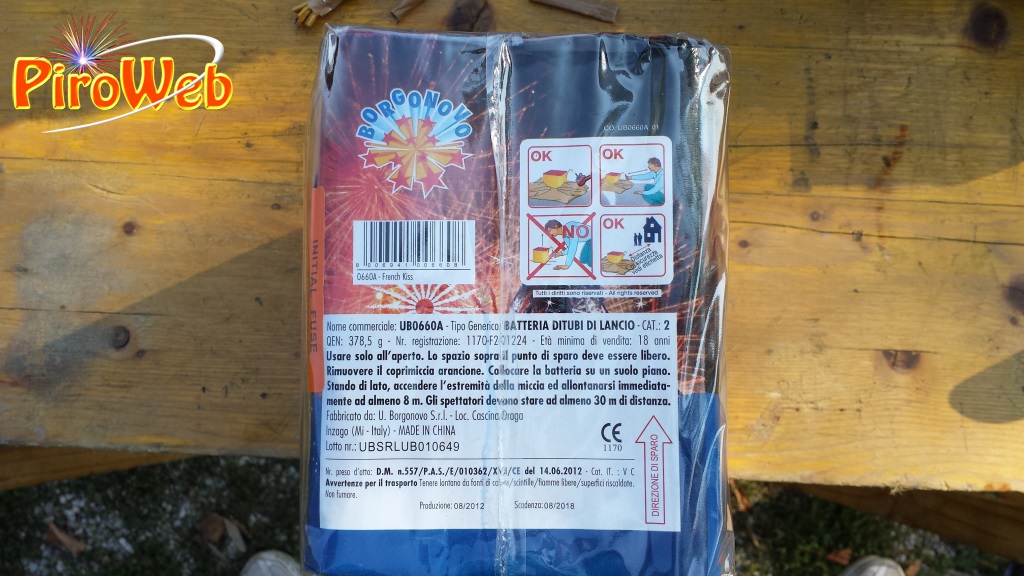 PiroWeb
BORGONOVO
CO_UB0660A_01
OK
OK
NO
OK
0660A - French Kiss
Tutti i diritti sono riservati - All rights reserved
INITIAL FUSE
Nome commerciale: UB0660A - Tipo Generico: BATTERIA DITUBI DI LANCIO - CAT.: 2
QEN: 378,5 g - Nr. registrazione: 1170-F2-01224 - Età minima di vendita: 18 anni
Usare solo all'aperto. Lo spazio sopra il punto di sparo deve essere libero.
Rimuovere il coprimiccia arancione. Collocare la batteria su un suolo piano.
Stando di lato, accendere l'estremità della miccia ed allontanarsi immediata-
mente ad almeno 8 m. Gli spettatori devono stare ad almeno 30 m di distanza.
Fabbricato da: U. Borgonovo S.r.l. - Loc. Cascina Draga
Inzago (Mi - Italy) - MADE IN CHINA
CE
1170
Lotto nr.: UBSRLUB010649
DIREZIONE DI SPARO
Nr. presa d'atto: D.M. n.557/P.A.S./E/010362/XVJ/CE del 14.06.2012 - Cat. IT. : V C
Avvertenze per il trasporto Tenere lontano da fonti di calore/scintille/fiamme libere/superfici riscaldate.
Non fumare.
Produzione: 08/2012 Scadenza: 08/2018